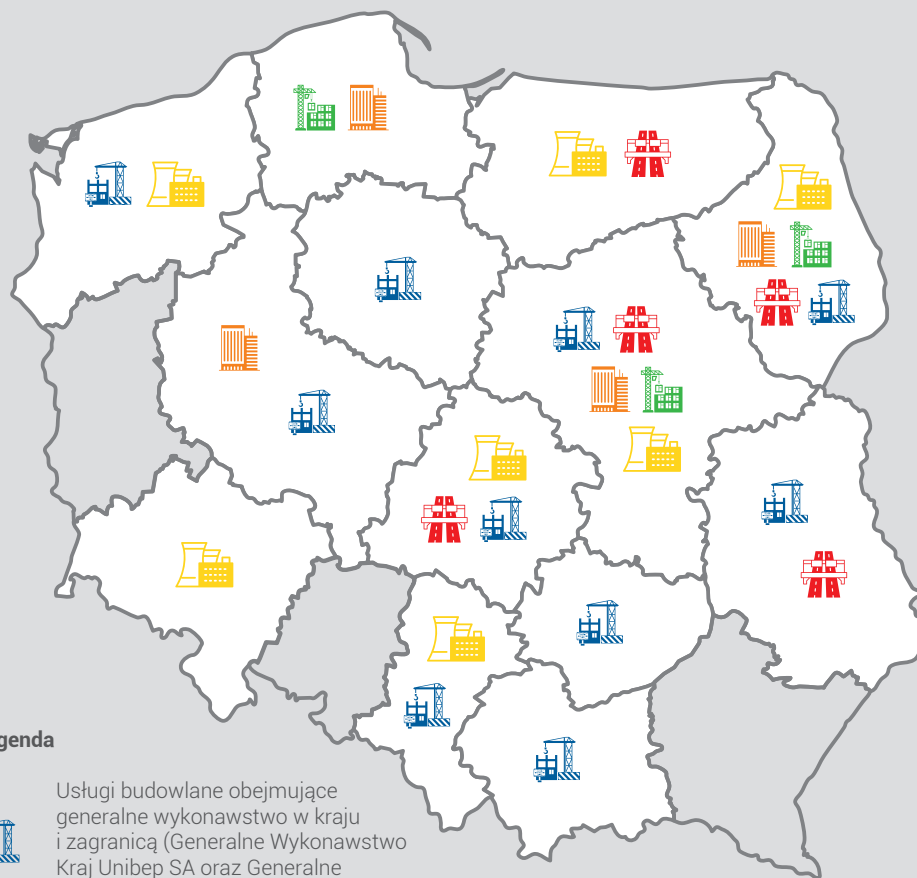 genda
Usługi budowlane obejmujące
generalne wykonawstwo w kraju
i zagranicą (Generalne Wykonawstwo
Kraj Unibep SA oraz Generalne